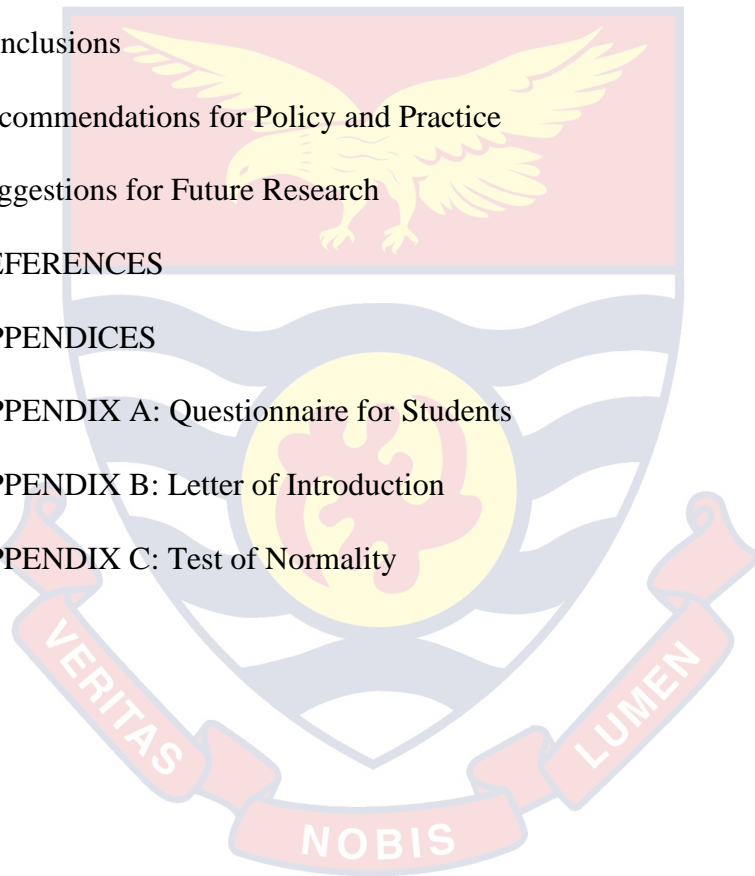 nclusions
commendations for Policy and Practice
ggestions for Future Research
EFERENCES
PPENDICES
PPENDIX A: Questionnaire for Students
PPENDIX B: Letter of Introduction
PPENDIX C: Test of Normality
VERITAS
NOBIS
LUMEN